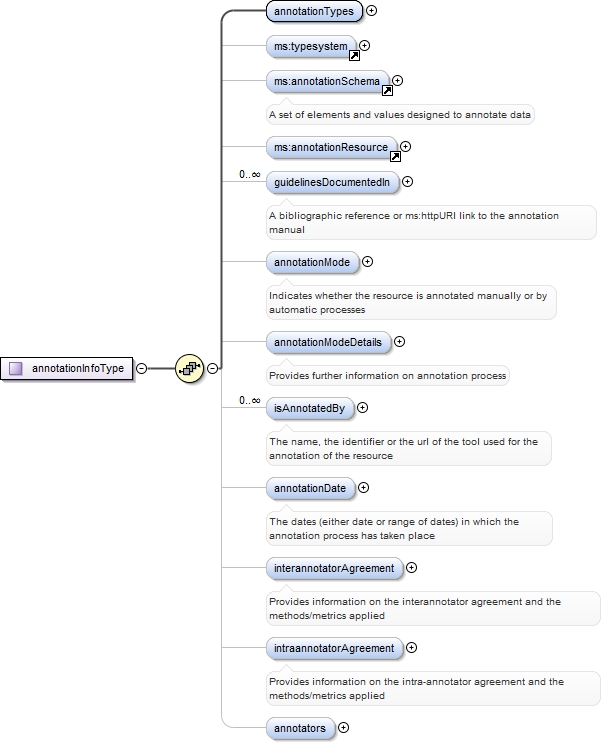 annotationTypes
ms:typesystem
ms:annotationSchema
A set of elements and values designed to annotate data
ms:annotationResource
0..∞
guidelinesDocumentedIn
A bibliographic reference or ms:httpURI link to the annotation
manual
annotationMode
Indicates whether the resource is annotated manually or by
automatic processes
annotationModeDetails
annotationInfoType
Provides further information on annotation process
0..∞
isAnnotatedBy
The name, the identifier or the url of the tool used for the
annotation of the resource
annotationDate
The dates (either date or range of dates) in which the
annotation process has taken place
interannotatorAgreement
Provides information on the interannotator agreement and the
methods/metrics applied
intraannotatorAgreement
Provides information on the intra-annotator agreement and the
methods/metrics applied
annotators